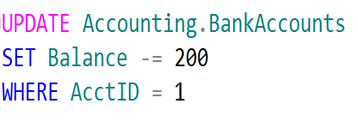 UPDATE Accounting.BankAccounts
SET Balance -= 200
WHERE AcctID = 1